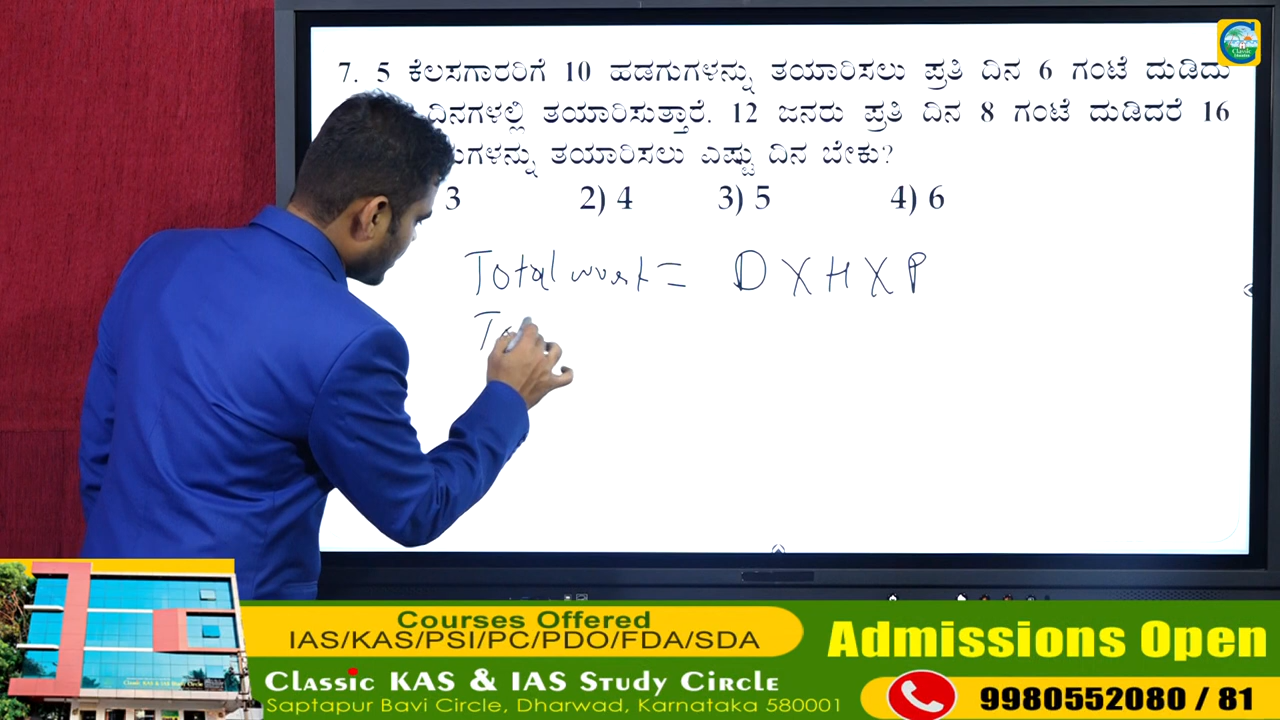 7. 5 ಕೆಲಸಗಾರರಿಗೆ 10 ಹಡಗುಗಳನ್ನು ತಯಾರಿಸಲು ಪ್ರತಿ ದಿನ 6 ಗಂಟೆ ದುಡಿದು
ದಿನಗಳಲ್ಲಿ ತಯಾರಿಸುತ್ತಾರೆ. 12 ಜನರು ಪ್ರತಿ ದಿನ 8 ಗಂಟೆ ದುಡಿದರೆ 16
ತಯಾರಿಸಲು ಎಷ್ಟು ದಿನ ಬೇಕು?
3 2) 4 3) 5 4) 6
Total work = D X H X P
Classic
Courses Offered
IAS/KAS/PSI/PC/PDO/FDA/SDA
Classic KAS & IAS Study Circle
Saptapur Bavi Circle, Dharwad, Karnataka 580001
Admissions Open
9980552080 / 81